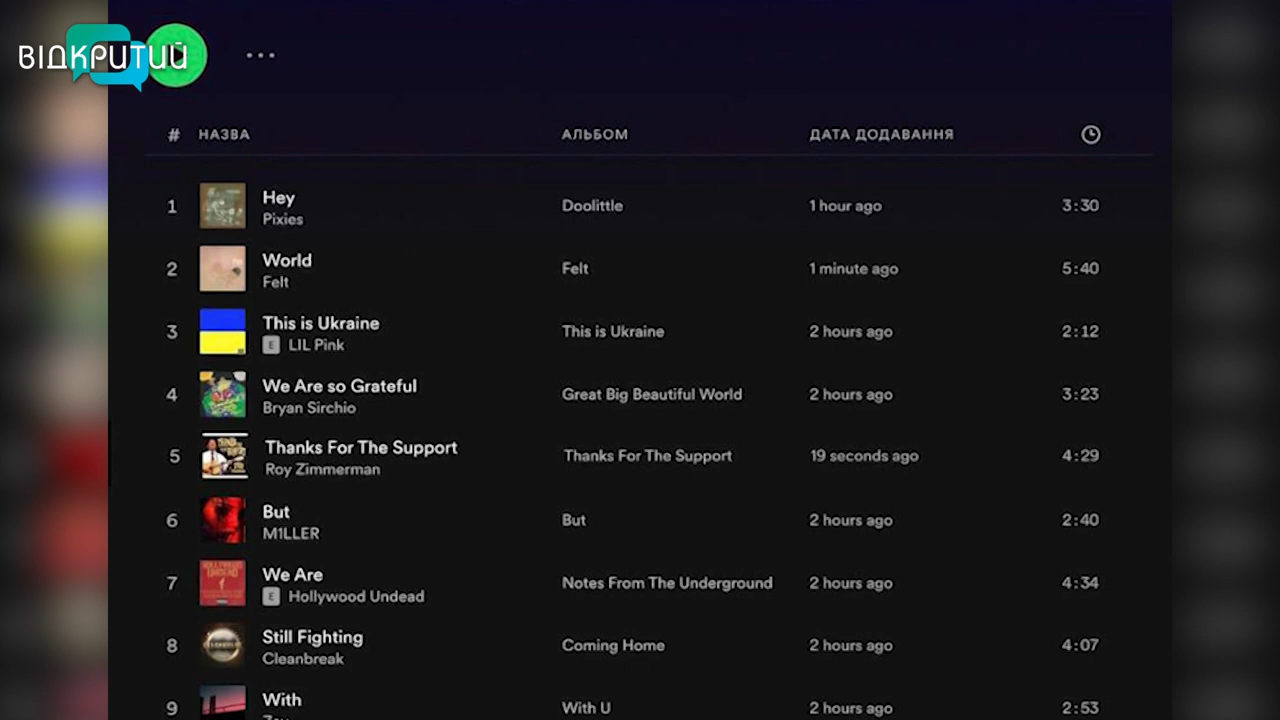 ВІДКРИТИЙ
# НАЗВА АЛЬБОМ ДАТА ДОДАВАННЯ
1 Hey Doolittle 1 hour ago 3:30
Pixies
2 World Felt 1 minute ago 5:40
Felt
3 This is Ukraine This is Ukraine 2 hours ago 2:12
E LIL Pink
4 We Are so Grateful Great Big Beautiful World 2 hours ago 3:23
Bryan Sirchio
5 Thanks For The Support Thanks For The Support 19 seconds ago 4:29
Roy Zimmerman
6 But But 2 hours ago 2:40
M1LLER
7 We Are Notes From The Underground 2 hours ago 4:34
E Hollywood Undead
8 Still Fighting Coming Home 2 hours ago 4:07
Cleanbreak
9 With With U 2 hours ago 2:53